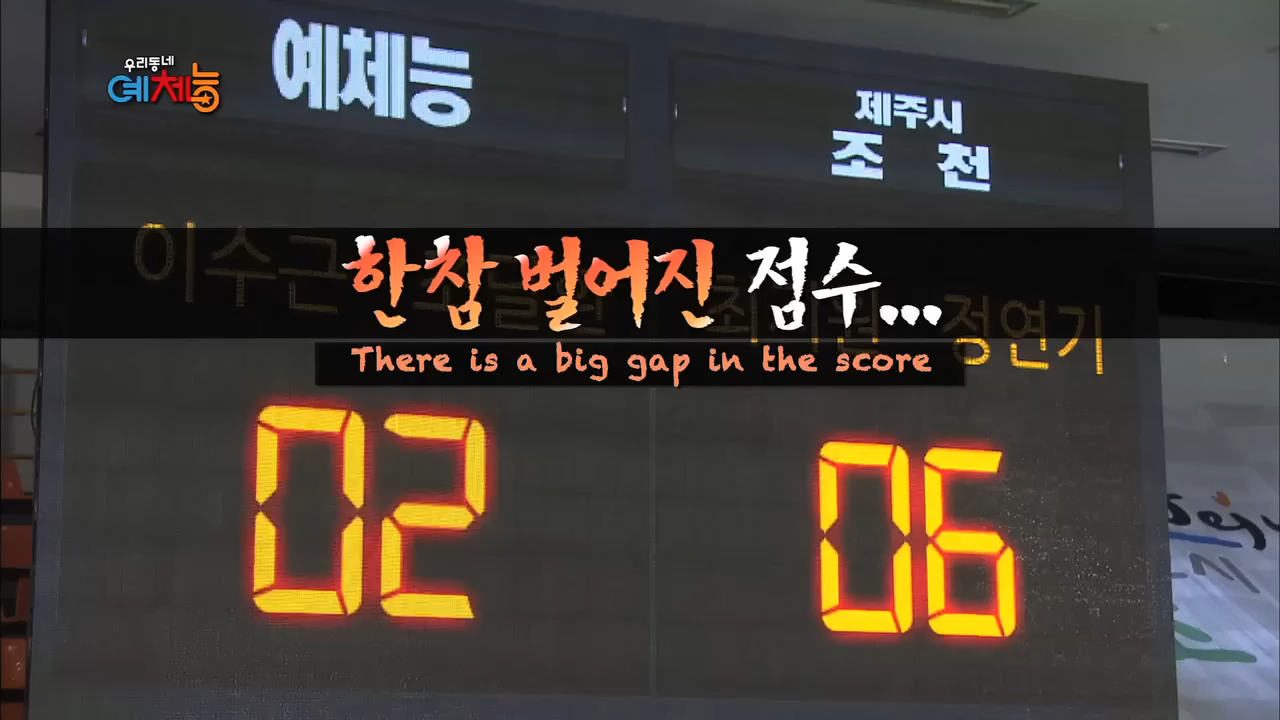 우리동네
예체능
예체능
제주시
조 천
이수근
정연기
한참 벌어진 점수...
There is a big gap in the score
02
06
Jeju